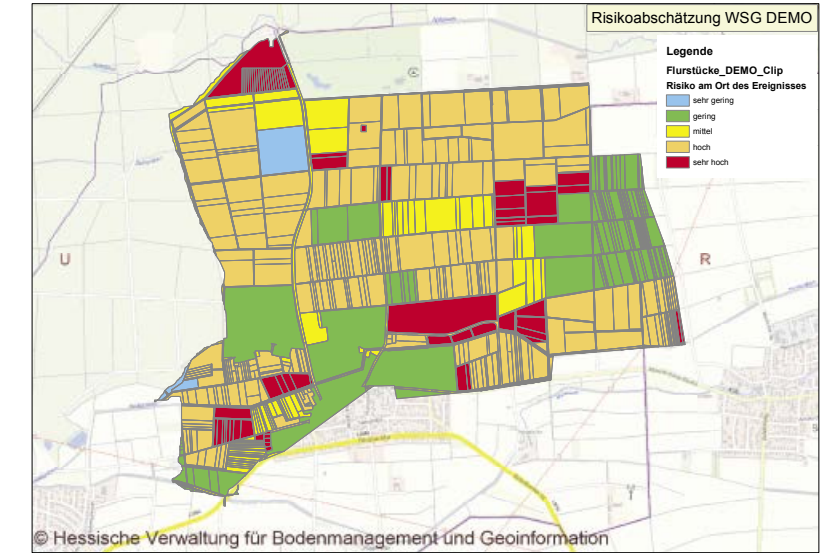 Risikoabschätzung WSG DEMO
Legende
Flurstücke_DEMO_Clip
Risiko am Ort des Ereignisses
sehr gering
gering
mittel
hoch
sehr hoch
U
R
© Hessische Verwaltung für Bodenmanagement und Geoinformation